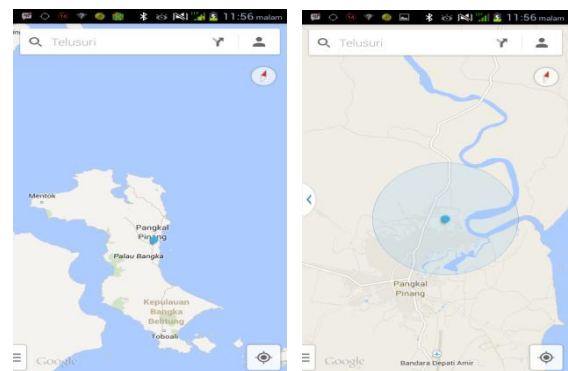 11:56 malam
Telusuri
Mentok
Pangkal
Pinang
Palau Bangka
Kepulauan
Bangka
Belitung
Toboali
Google
11:56 malam
Telusuri
Pangkal
Pinang
Google
Bandara Depati Amir